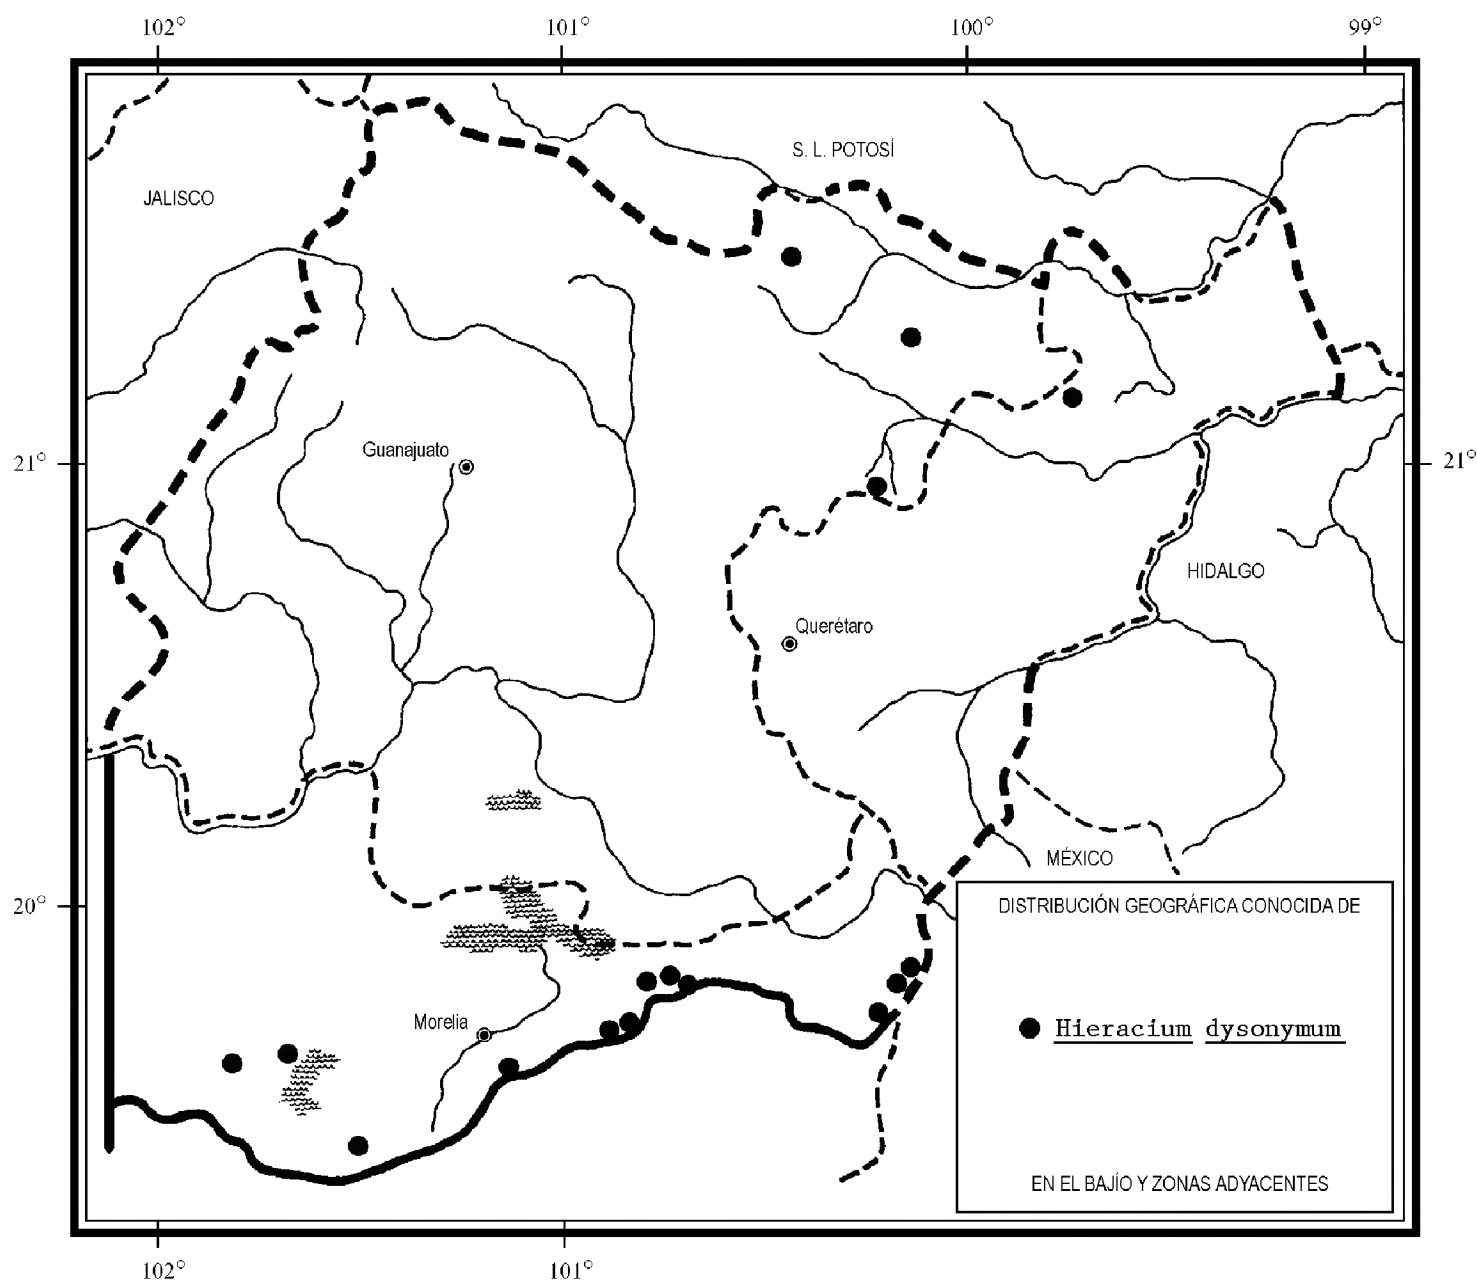 102° 101° 100° 99°
S. L. POTOSÍ
JALISCO
Guanajuato
21° 21°
HIDALGO
Querétaro
MÉXICO
20°
DISTRIBUCIÓN GEOGRÁFICA CONOCIDA DE
Morelia
Hieracium dysonymum
EN EL BAJÍO Y ZONAS ADYACENTES
102° 101°